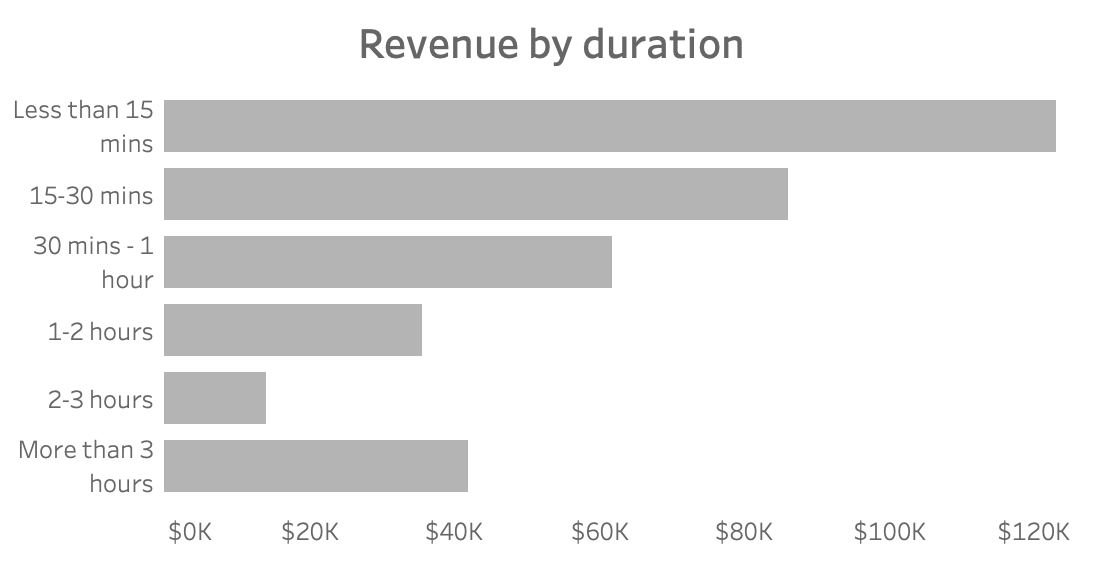 Revenue by duration
Less than 15
mins
15-30 mins
30 mins - 1
hour
1-2 hours
2-3 hours
More than 3
hours
$0K $20K $40K $60K $80K $100K $120K